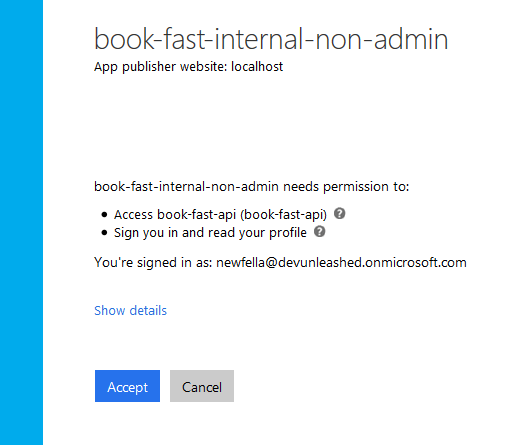 book-fast-internal-non-admin
App publisher website: localhost
book-fast-internal-non-admin needs permission to:
Access book-fast-api (book-fast-api) ?
Sign you in and read your profile ?
You're signed in as: newfella@devunleashed.onmicrosoft.com
Show details
Accept Cancel